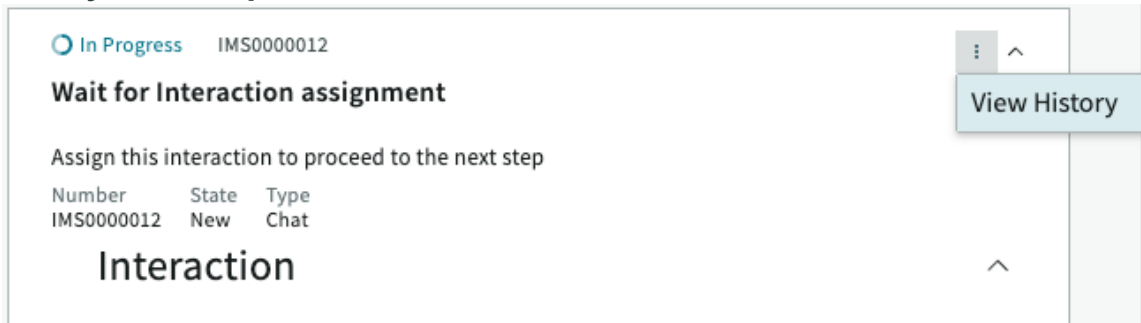 In Progress IMS0000012
Wait for Interaction assignment
View History
Assign this interaction to proceed to the next step
Number State Type
IMS0000012 New Chat
Interaction